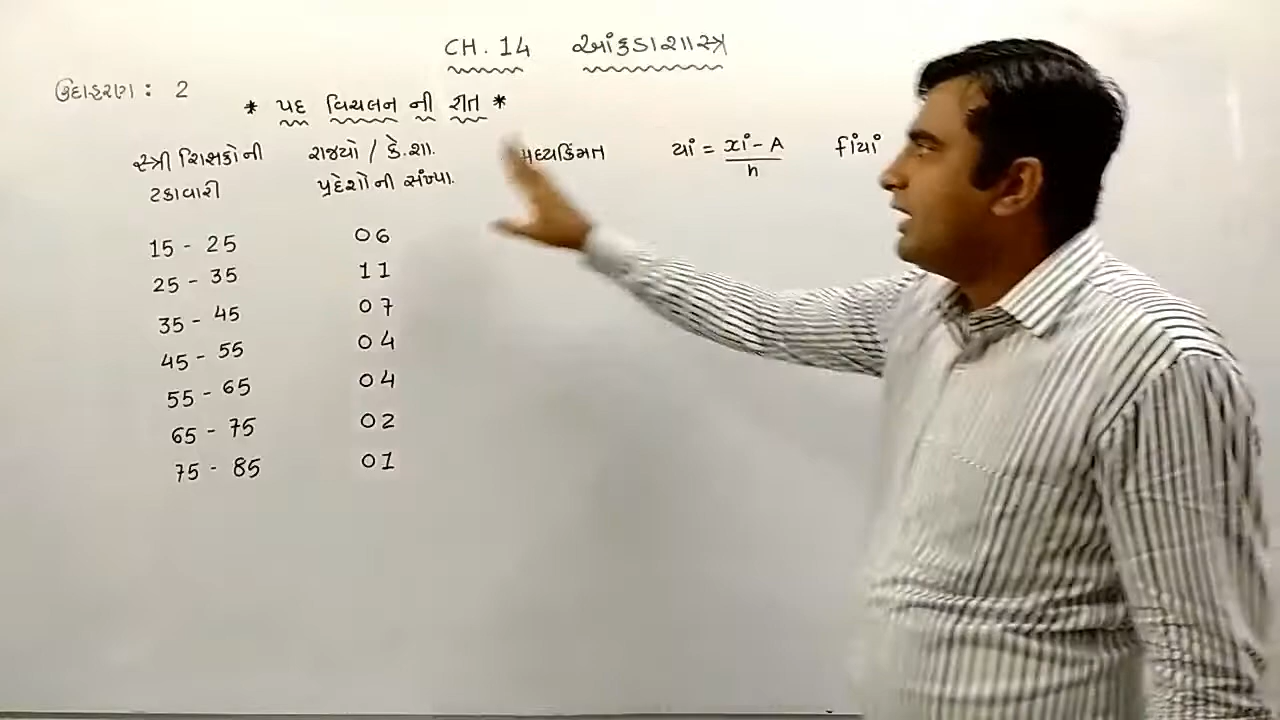 CH. 14 આંકડાશાસ્ત્ર
ઉદાહરણ : 2
* પદ વિચલન ની રીત *
સ્ત્રી શિક્ષકોની ટકાવારી
રાજયો / કે.શા. પ્રદેશોની સંખ્યા.
મધ્યકિંમત
યાં = xi - A / h
fiયાં
15 - 25 06
25 - 35 11
35 - 45 07
45 - 55 04
55 - 65 04
65 - 75 02
75 - 85 01